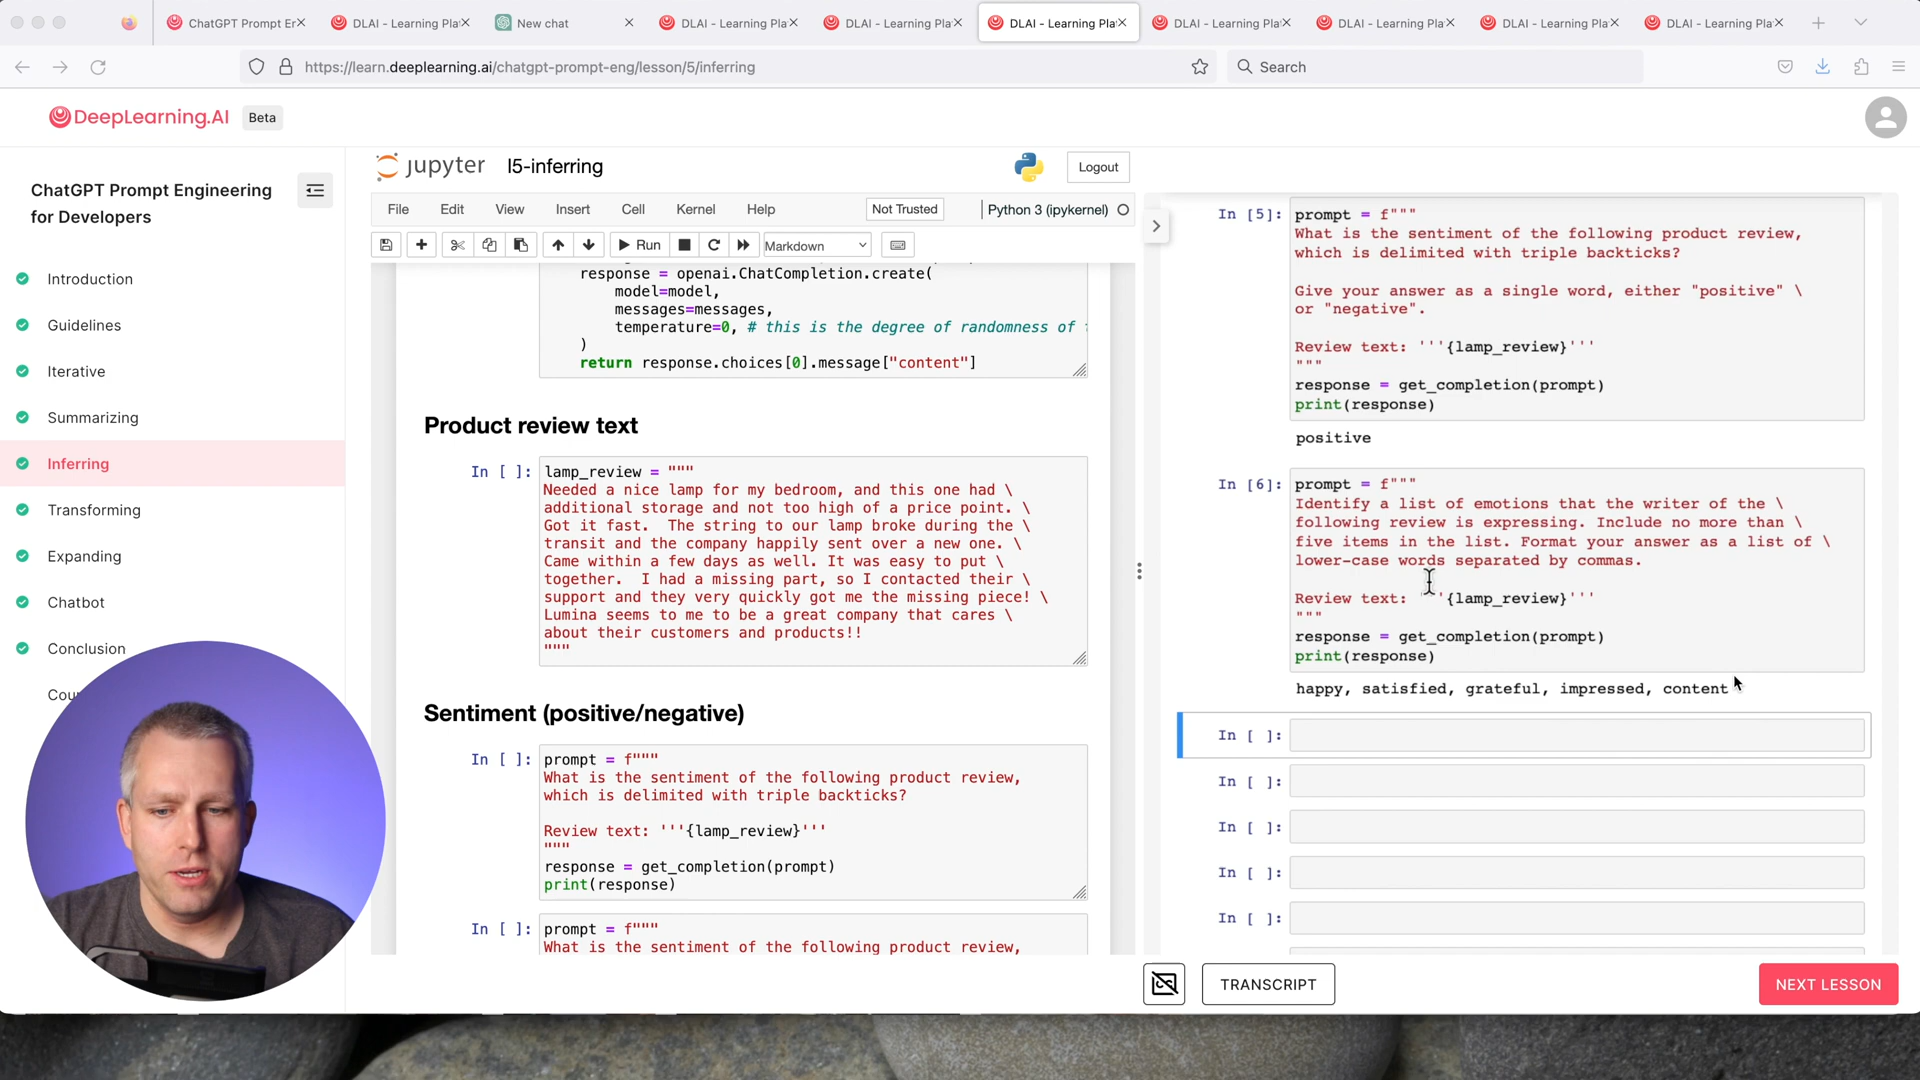 ChatGPT Prompt Er
DLAI - Learning Pla
New chat
DLAI - Learning Pla
DLAI - Learning Pla
DLAI - Learning Pla
DLAI - Learning Pla
DLAI - Learning Pla
DLAI - Learning Pla
DLAI - Learning Pla
https://learn.deeplearning.ai/chatgpt-prompt-eng/lesson/5/inferring
Search
DeepLearning.AI
Beta
ChatGPT Prompt Engineering
for Developers
Introduction
Guidelines
Iterative
Summarizing
Inferring
Transforming
Expanding
Chatbot
Conclusion
Cou
jupyter
l5-inferring
Logout
File Edit View Insert Cell Kernel Help
Not Trusted
Python 3 (ipykernel)
Run
Markdown
response = openai.ChatCompletion.create(
model=model,
messages=messages,
temperature=0, # this is the degree of randomness of
)
return response.choices[0].message["content"]
Product review text
In [ ]: lamp_review = """
Needed a nice lamp for my bedroom, and this one had \
additional storage and not too high of a price point. \
Got it fast.  The string to our lamp broke during the \
transit and the company happily sent over a new one. \
Came within a few days as well. It was easy to put \
together.  I had a missing part, so I contacted their \
support and they very quickly got me the missing piece! \
Lumina seems to me to be a great company that cares \
about their customers and products!!
"""
Sentiment (positive/negative)
In [ ]: prompt = f"""
What is the sentiment of the following product review,
which is delimited with triple backticks?
Review text: '''{lamp_review}'''
"""
response = get_completion(prompt)
print(response)
In [ ]: prompt = f"""
What is the sentiment of the following product review,
In [5]: prompt = f"""
What is the sentiment of the following product review,
which is delimited with triple backticks?
Give your answer as a single word, either "positive" \
or "negative".
Review text: '''{lamp_review}'''
"""
response = get_completion(prompt)
print(response)
positive
In [6]: prompt = f"""
Identify a list of emotions that the writer of the \
following review is expressing. Include no more than \
five items in the list. Format your answer as a list of \
lower-case words separated by commas.
Review text: '''{lamp_review}'''
"""
response = get_completion(prompt)
print(response)
happy, satisfied, grateful, impressed, content
In [ ]:
In [ ]:
In [ ]:
In [ ]:
In [ ]:
TRANSCRIPT
NEXT LESSON